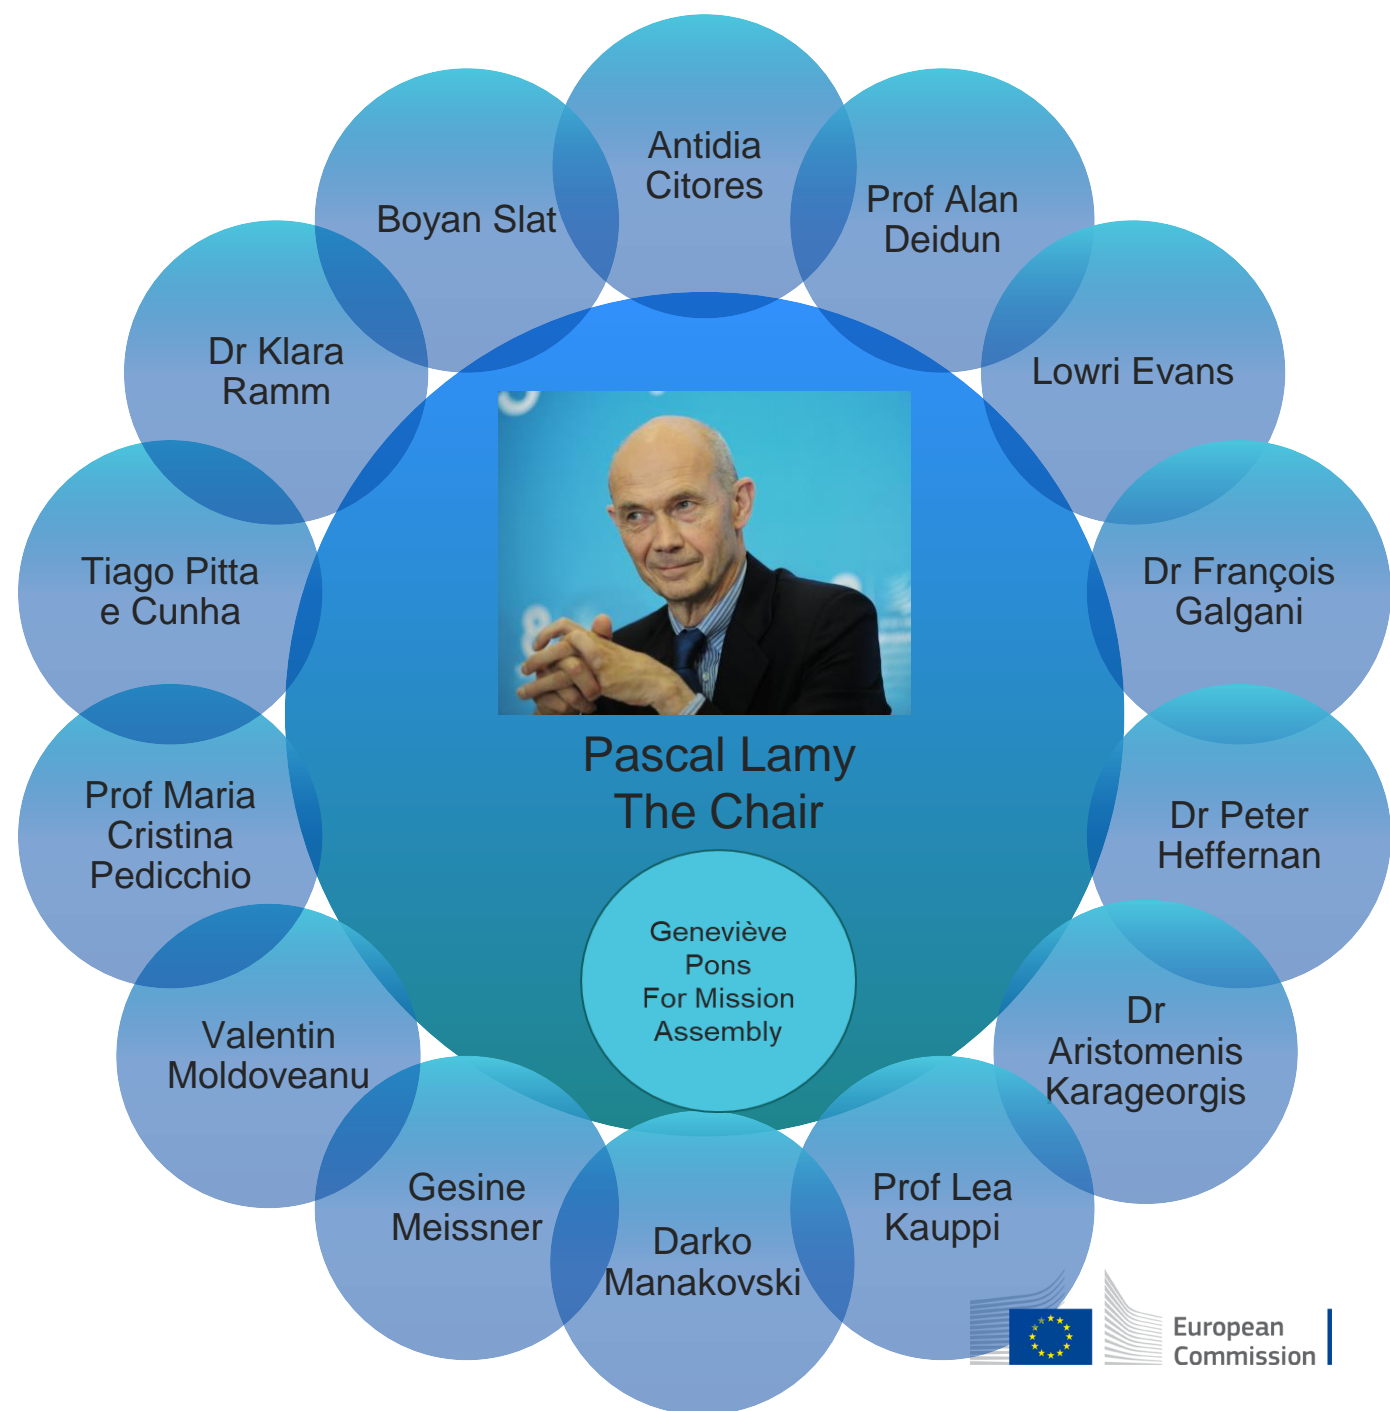 Antidia
Citores
Prof Alan
Deidun
Lowri Evans
Dr François
Galgani
Dr Peter
Heffernan
Dr
Aristomenis
Karageorgis
Prof Lea
Kauppi
Darko
Manakovski
Gesine
Meissner
Valentin
Moldoveanu
Prof Maria
Cristina
Pedicchio
Tiago Pitta
e Cunha
Dr Klara
Ramm
Boyan Slat
Pascal Lamy
The Chair
Geneviève
Pons
For Mission
Assembly
European
Commission